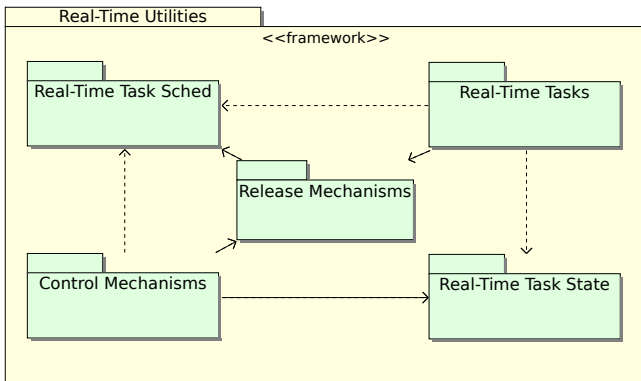 Real-Time Utilities
<<framework>>
Real-Time Task Sched
Real-Time Tasks
Release Mechanisms
Control Mechanisms
Real-Time Task State